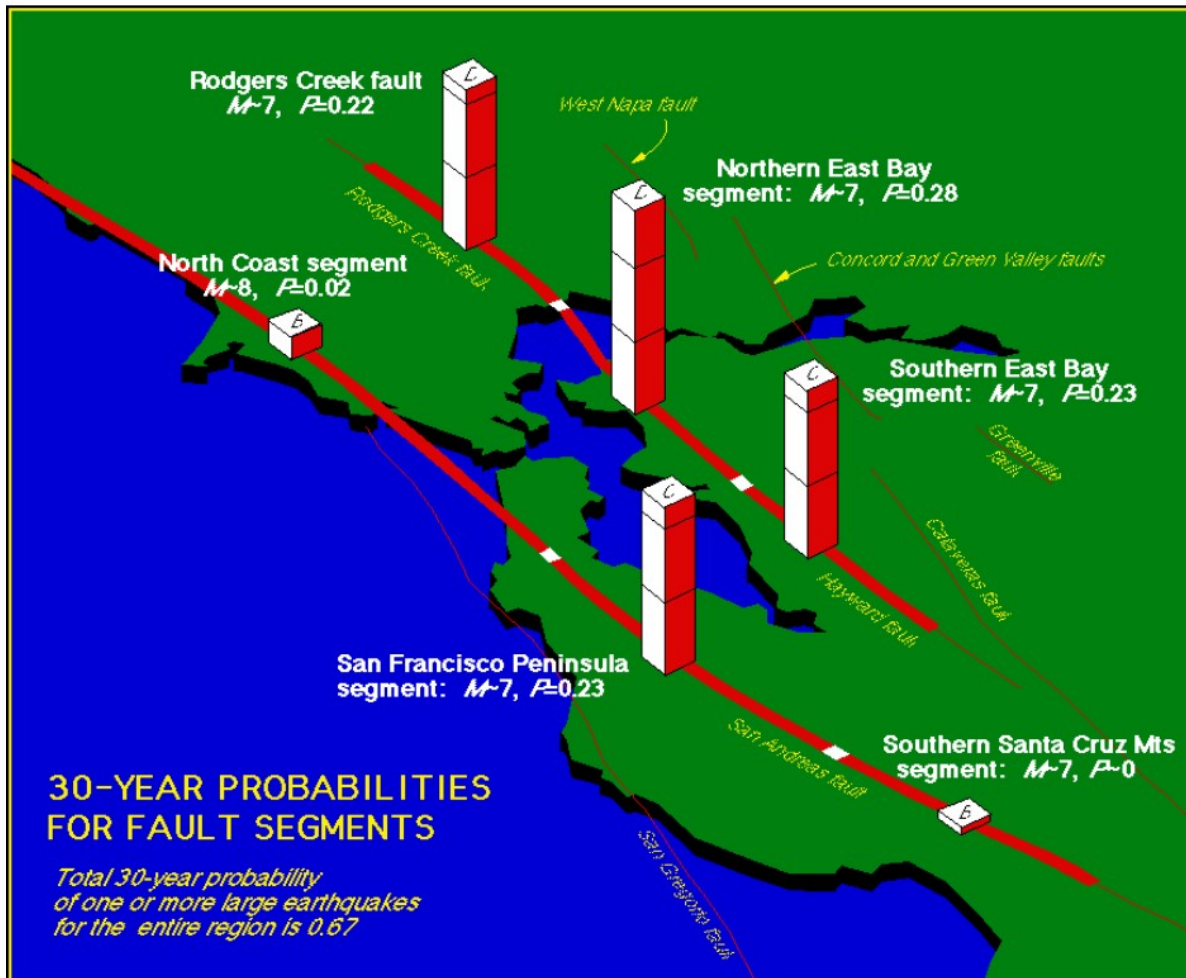 Rodgers Creek fault
M~7, P=0.22
West Napa fault
Northern East Bay
segment: M~7, P=0.28
Rodgers Creek fault
North Coast segment
M~8, P=0.02
Concord and Green Valley faults
Southern East Bay
segment: M~7, P=0.23
Greenville
fault
Calaveras fault
Hayward fault
San Francisco Peninsula
segment: M~7, P=0.23
San Andreas fault
Southern Santa Cruz Mts
segment: M~7, P~0
San Gregorio fault
30-YEAR PROBABILITIES
FOR FAULT SEGMENTS
Total 30-year probability
of one or more large earthquakes
for the entire region is 0.67
C
C
B
C
C
B